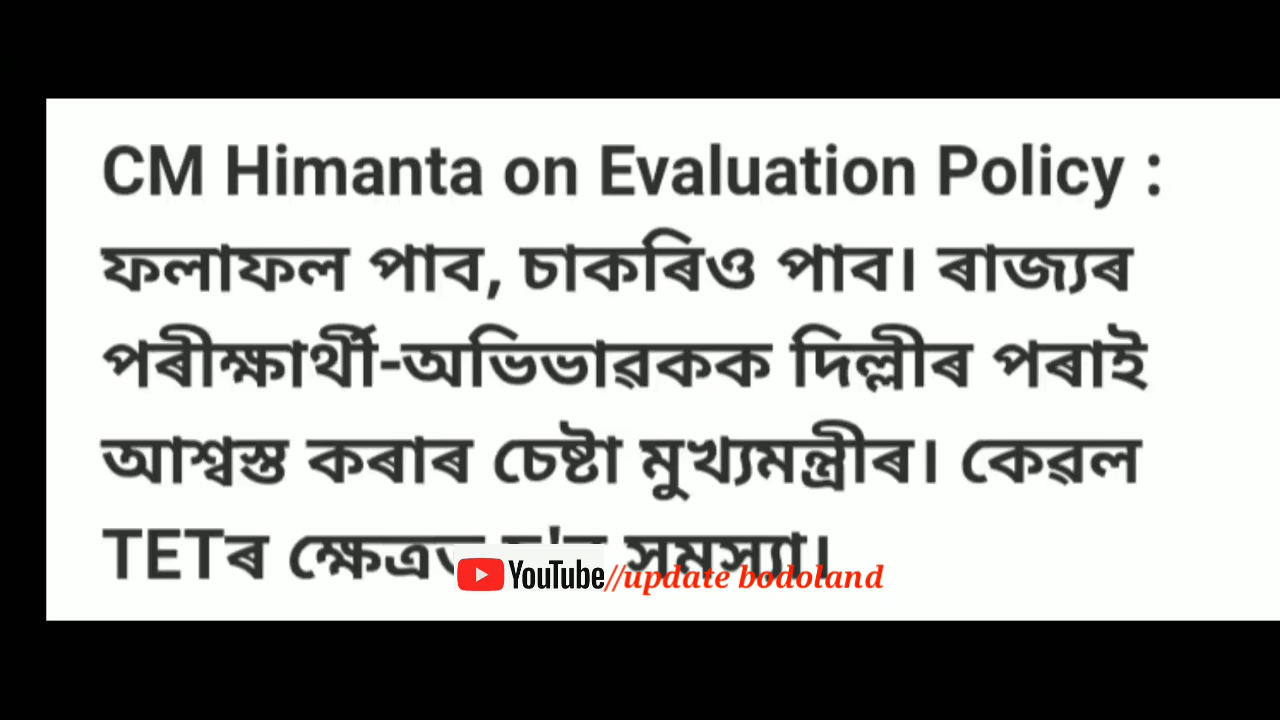 CM Himanta on Evaluation Policy :
ফলাফল পাব, চাকৰিও পাব। ৰাজ্যৰ
পৰীক্ষাৰ্থী-অভিভাৱকক দিল্লীৰ পৰাই
আশ্বস্ত কৰাৰ চেষ্টা মুখ্যমন্ত্ৰীৰ। কেৱল
TETৰ ক্ষেত্ৰত সমস্যা।
YouTube//update bodoland